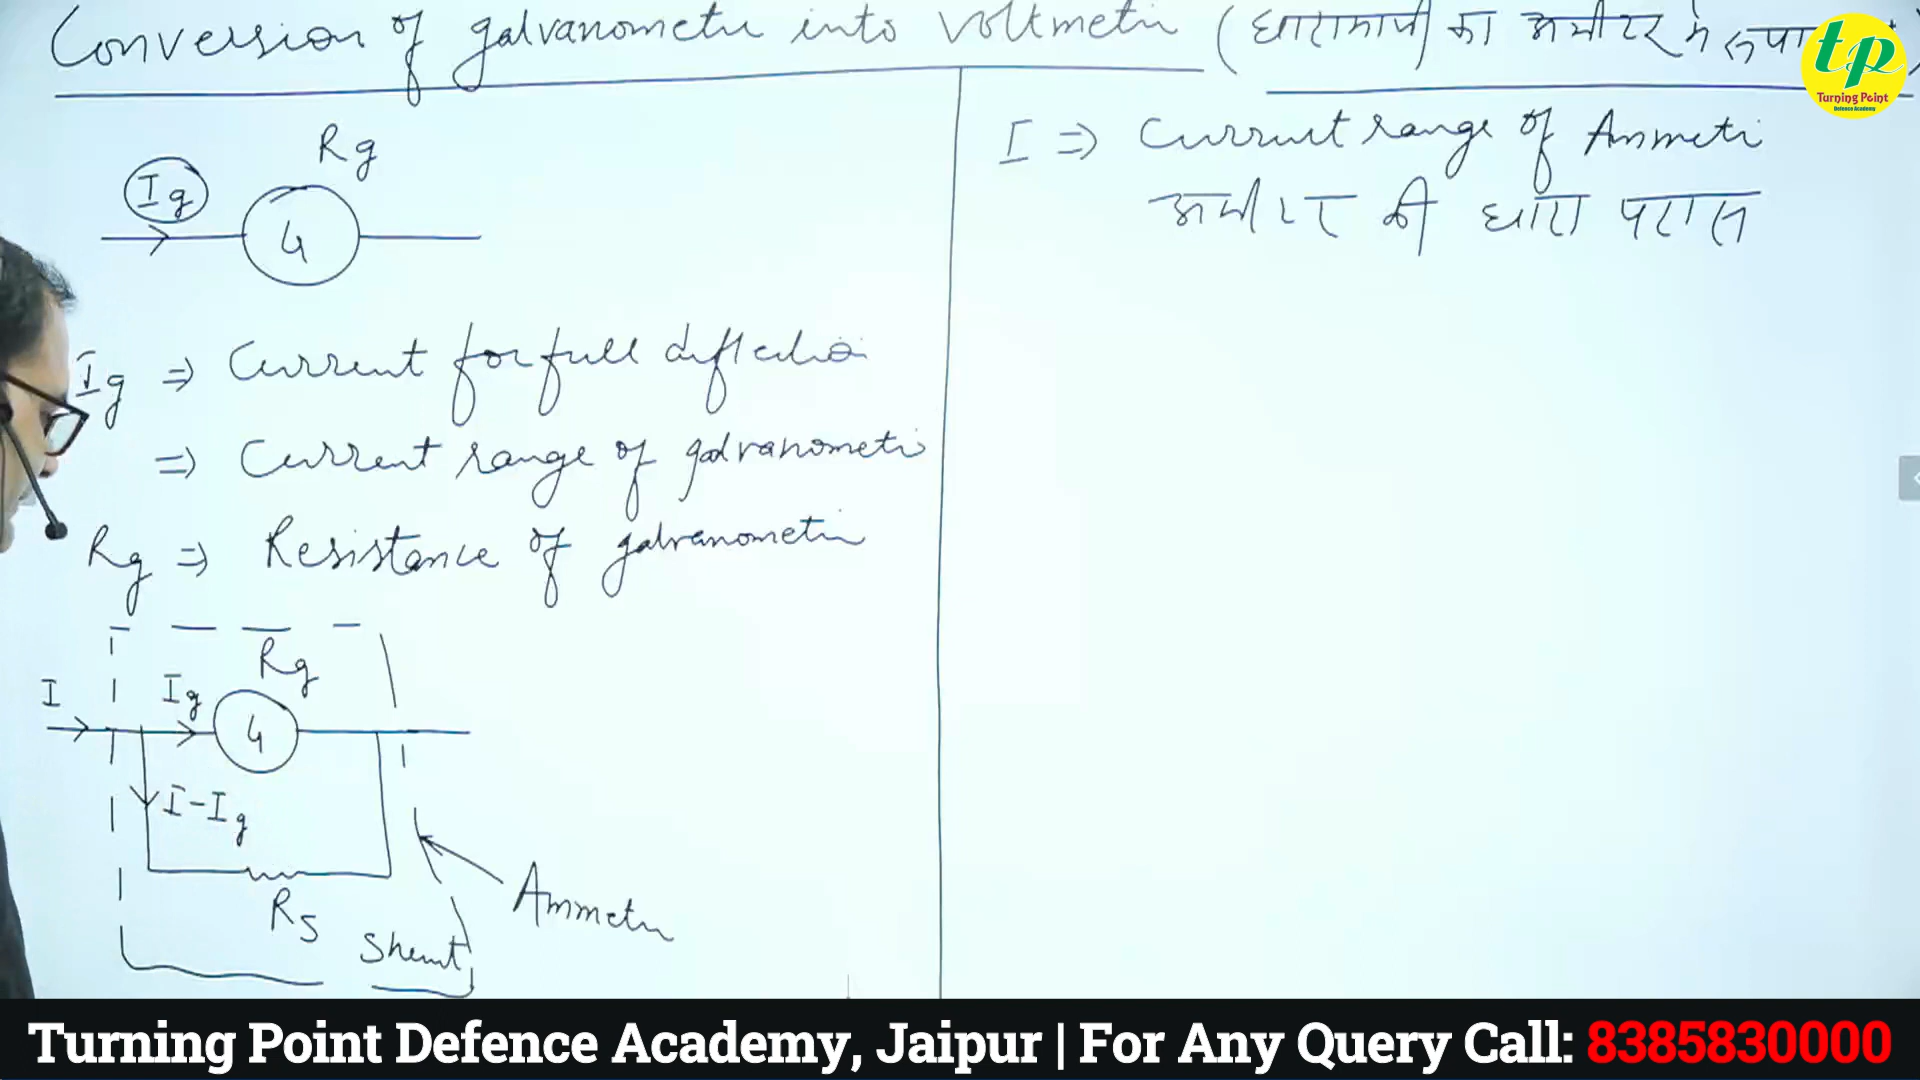 Conversion of galvanometer into voltmeter (धारामापी का अमीटर मे रूपा
tp
Turning Point
Defence Academy
Rg
Ig
G
Ig ⇒ Current for full deflection
⇒ Current range of galvanometer
Rg ⇒ Resistance of galvanometer
Rg
I
Ig
G
I-Ig
Rs
Shunt
Ammeter
I ⇒ Current range of Ammeter
अमीटर की धारा परास
Turning Point Defence Academy, Jaipur | For Any Query Call: 8385830000